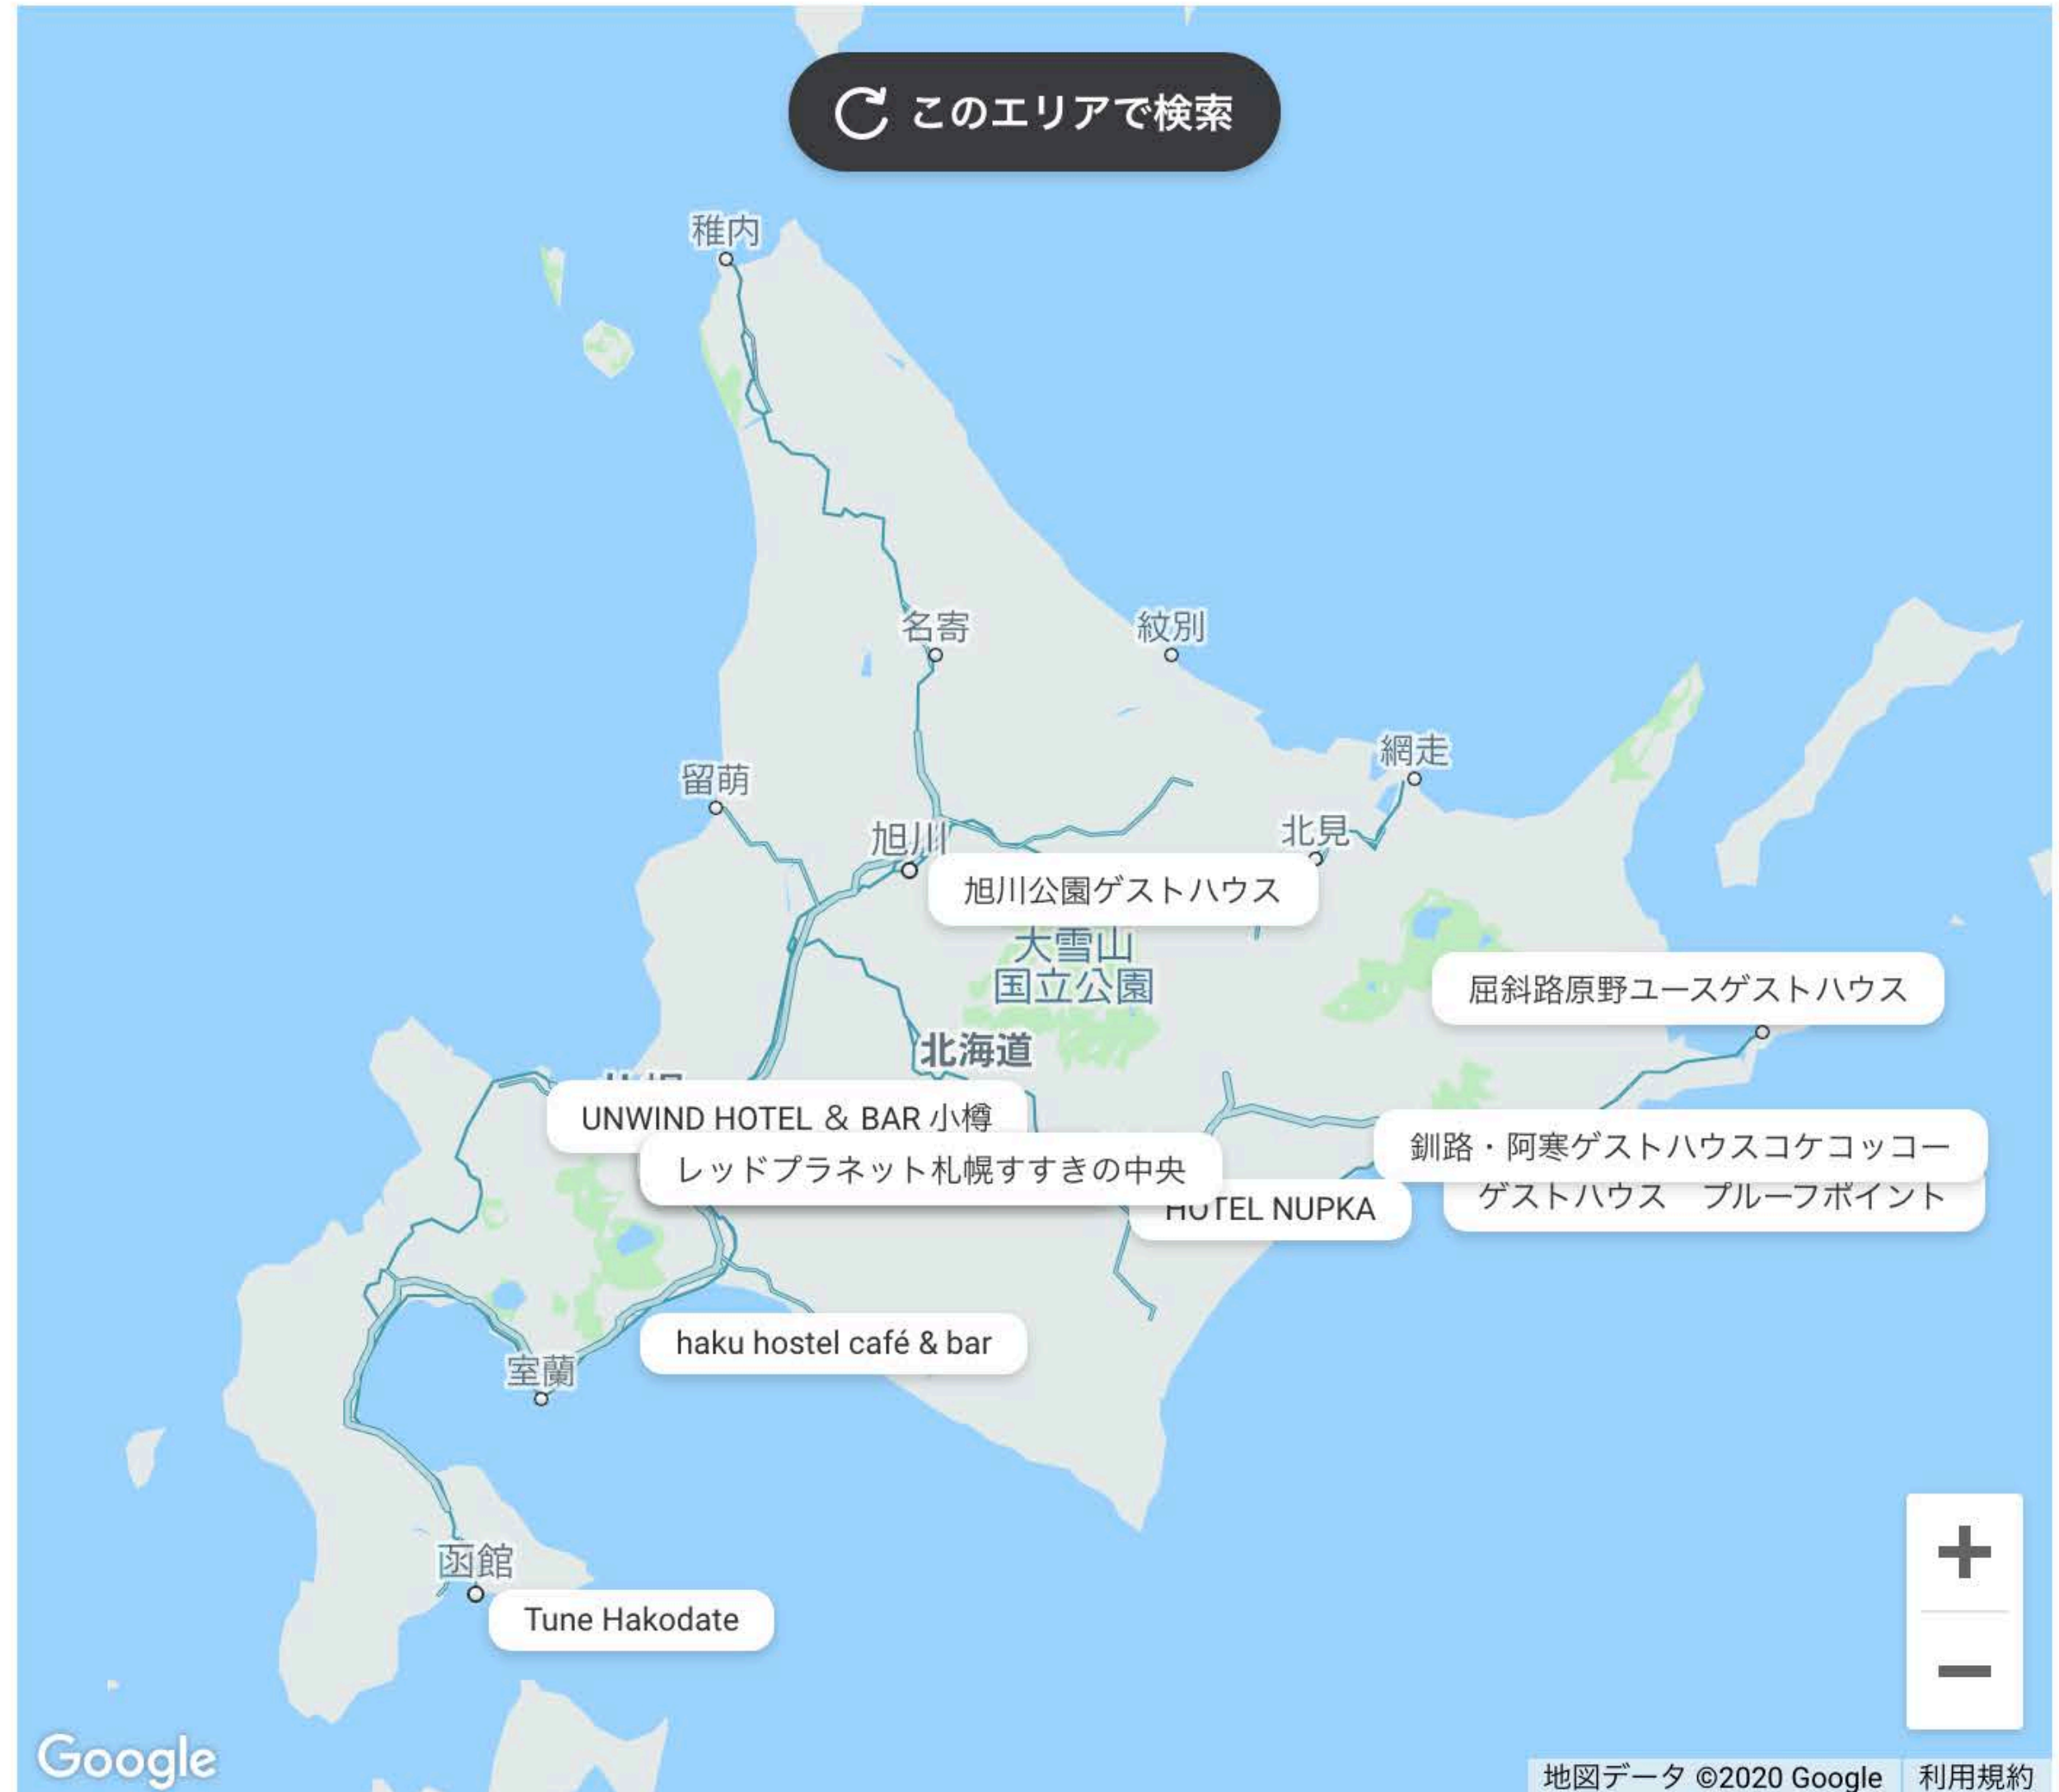 このエリアで検索
稚内
名寄
紋別
網走
留萌
旭川
北見
旭川公園ゲストハウス
大雪山
国立公園
屈斜路原野ユースゲストハウス
北海道
UNWIND HOTEL & BAR 小樽
レッドプラネット札幌すすきの中央
釧路・阿寒ゲストハウスコケコッコー
ゲストハウス プルーフポイント
HOTEL NUPKA
haku hostel café & bar
室蘭
函館
Tune Hakodate
Google
地図データ ©2020 Google 利用規約